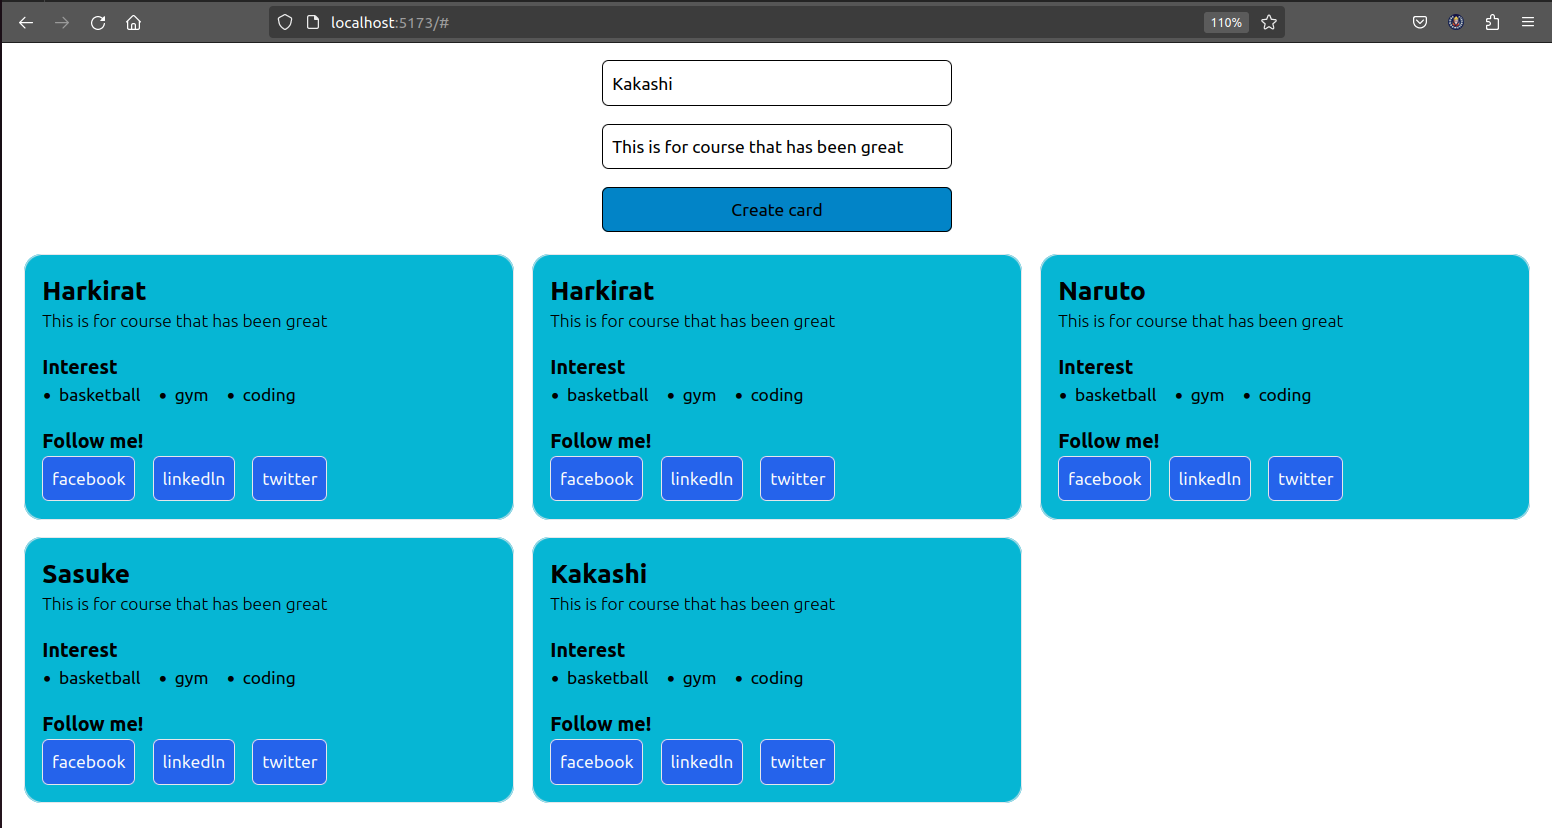 localhost:5173/#
110%
Kakashi
This is for course that has been great
Create card
Harkirat
This is for course that has been great
Interest
• basketball • gym • coding
Follow me!
facebook linkedln twitter
Harkirat
This is for course that has been great
Interest
• basketball • gym • coding
Follow me!
facebook linkedln twitter
Naruto
This is for course that has been great
Interest
• basketball • gym • coding
Follow me!
facebook linkedln twitter
Sasuke
This is for course that has been great
Interest
• basketball • gym • coding
Follow me!
facebook linkedln twitter
Kakashi
This is for course that has been great
Interest
• basketball • gym • coding
Follow me!
facebook linkedln twitter